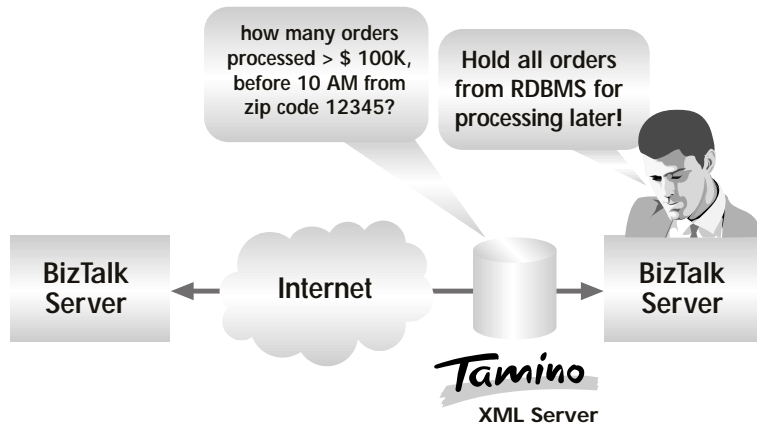 how many orders
processed > $ 100K,
before 10 AM from
zip code 12345?
Hold all orders
from RDBMS for
processing later!
BizTalk
Server
Internet
BizTalk
Server
Tamino
XML Server